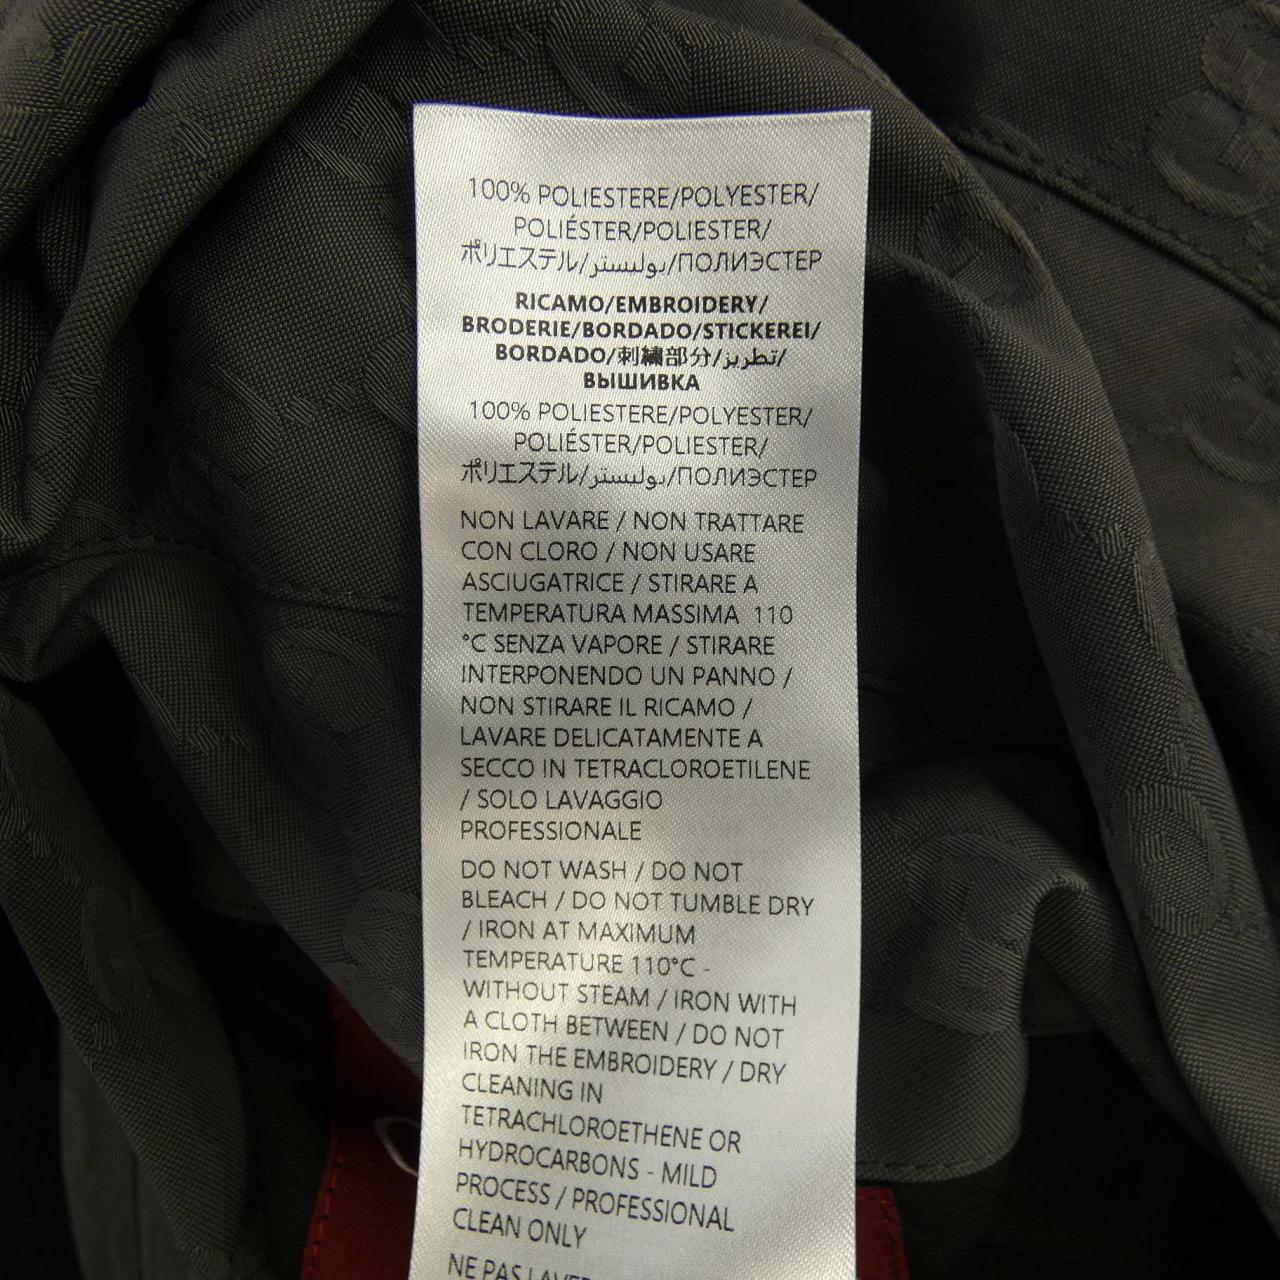 100% POLIESTERE/POLYESTER/
POLIÉSTER/POLIESTER/
ポリエステル/بوليستر/ПОЛИЭСТЕР
RICAMO/EMBROIDERY/
BRODERIE/BORDADO/STICKEREI/
BORDADO/刺繍部分/تطريز/
ВЫШИВКА
100% POLIESTERE/POLYESTER/
POLIÉSTER/POLIESTER/
ポリエステル/بوليستر/ПОЛИЭСТЕР
NON LAVARE / NON TRATTARE
CON CLORO / NON USARE
ASCIUGATRICE / STIRARE A
TEMPERATURA MASSIMA 110
°C SENZA VAPORE / STIRARE
INTERPONENDO UN PANNO /
NON STIRARE IL RICAMO /
LAVARE DELICATAMENTE A
SECCO IN TETRACLOROETILENE
/ SOLO LAVAGGIO
PROFESSIONALE
DO NOT WASH / DO NOT
BLEACH / DO NOT TUMBLE DRY
/ IRON AT MAXIMUM
TEMPERATURE 110°C -
WITHOUT STEAM / IRON WITH
A CLOTH BETWEEN / DO NOT
IRON THE EMBROIDERY / DRY
CLEANING IN
TETRACHLOROETHENE OR
HYDROCARBONS - MILD
PROCESS / PROFESSIONAL
CLEAN ONLY
NE PAS LAVER